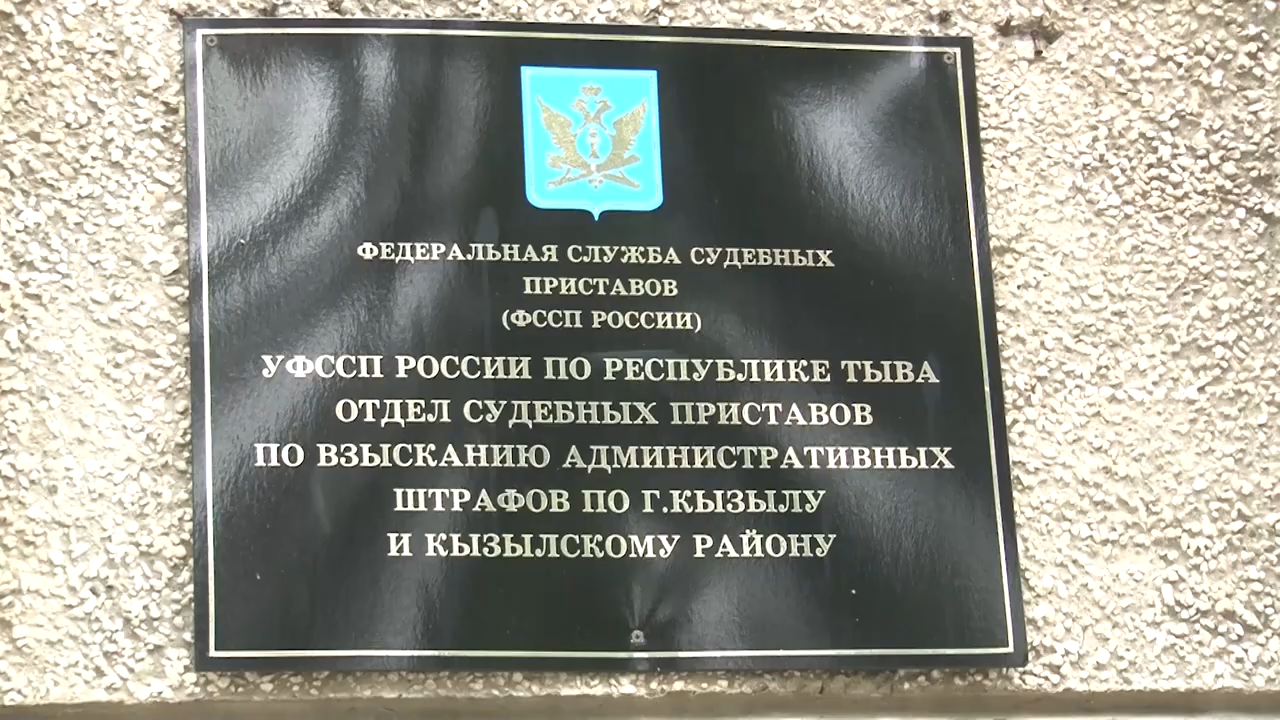 ФЕДЕРАЛЬНАЯ СЛУЖБА СУДЕБНЫХ
ПРИСТАВОВ
(ФССП РОССИИ)
УФССП РОССИИ ПО РЕСПУБЛИКЕ ТЫВА
ОТДЕЛ СУДЕБНЫХ ПРИСТАВОВ
ПО ВЗЫСКАНИЮ АДМИНИСТРАТИВНЫХ
ШТРАФОВ ПО Г.КЫЗЫЛУ
И КЫЗЫЛСКОМУ РАЙОНУ